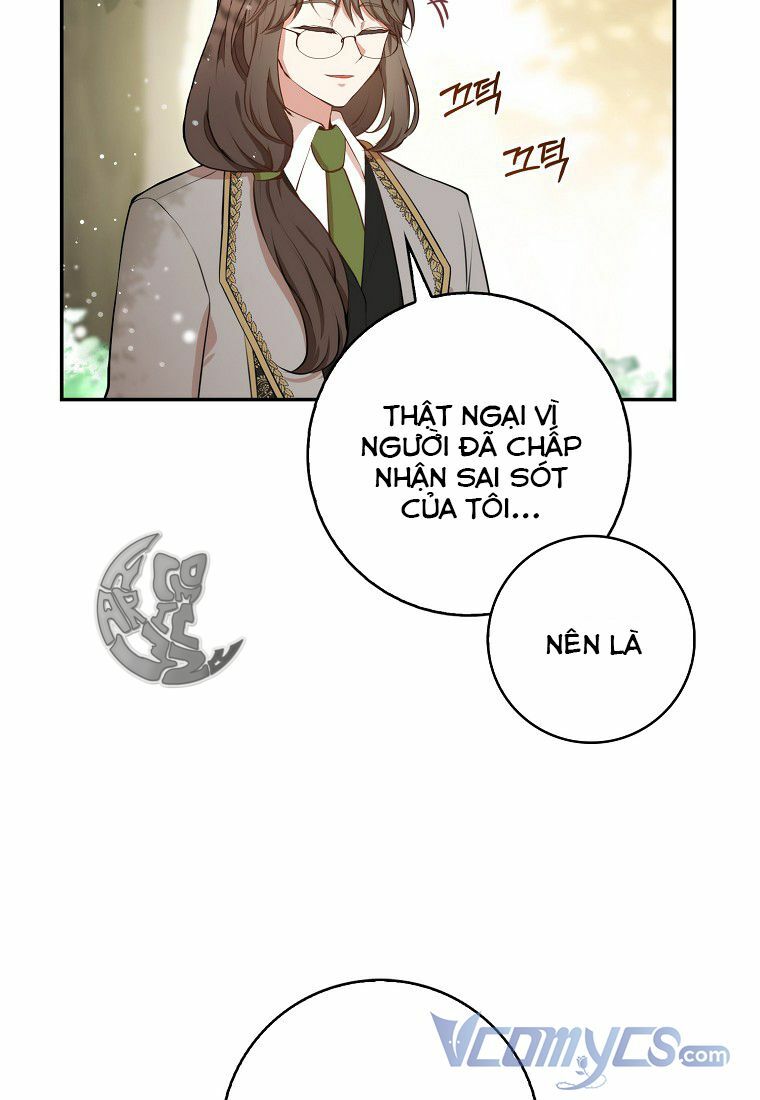 끄덕
끄덕
THẬT NGẠI VÌ
NGƯỜI ĐÃ CHẤP
NHẬN SAI SÓT
CỦA TÔI...
NÊN LÀ
VCOMYCS.com